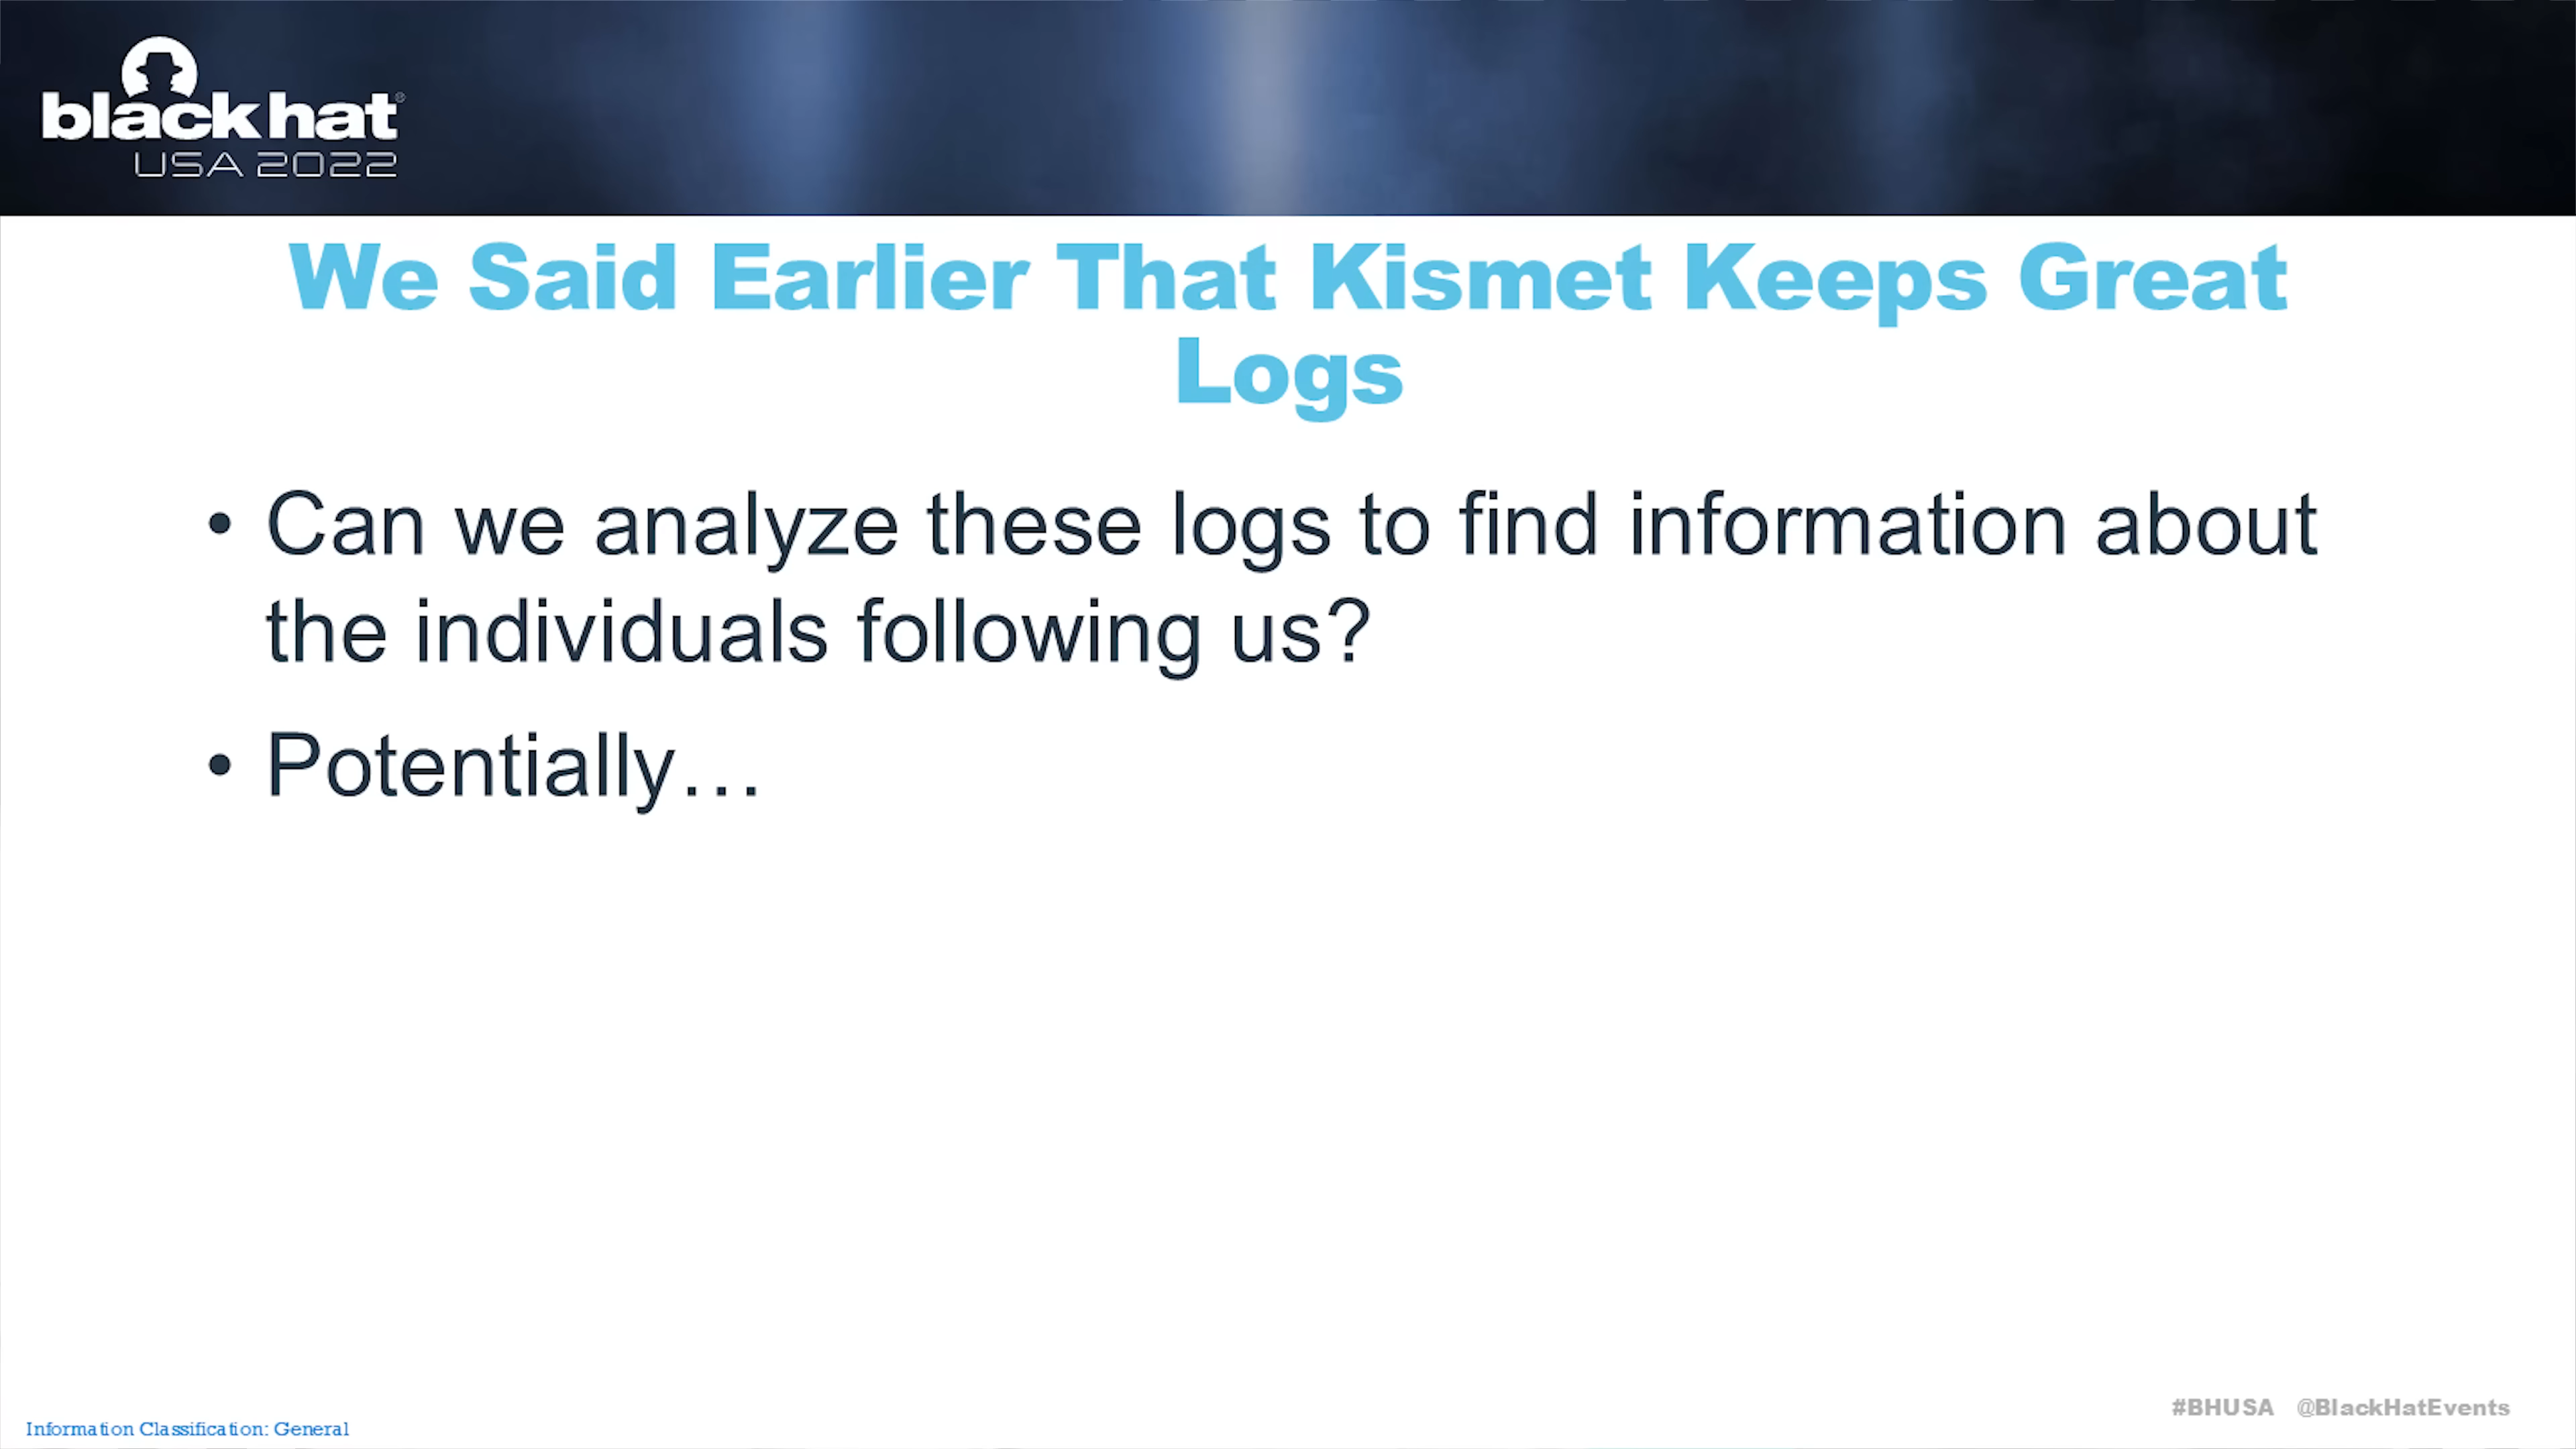 black hat®
USA 2022
We Said Earlier That Kismet Keeps Great
Logs
• Can we analyze these logs to find information about
the individuals following us?
• Potentially…
#BHUSA @BlackHatEvents
Information Classification: General